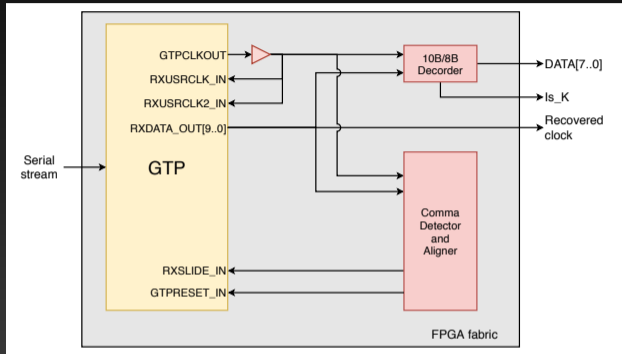 GTPCLKOUT
RXUSRCLK_IN
RXUSRCLK2_IN
RXDATA_OUT[9..0]
GTP
RXSLIDE_IN
GTPRESET_IN
Serial
stream
10B/8B
Decorder
DATA[7..0]
Is_K
Recovered
clock
Comma
Detector
and
Aligner
FPGA fabric